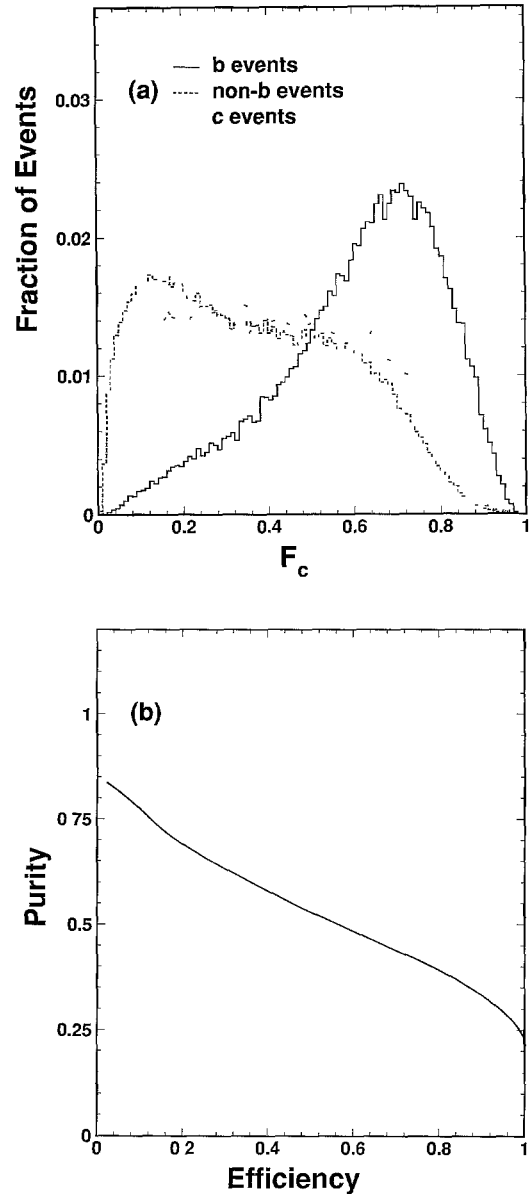 (a)
b events
non-b events
c events
Fraction of Events
0.03
0.02
0.01
0
0 0.2 0.4 0.6 0.8 1
F_c
(b)
Purity
1
0 75
0.5
0.25
0
0 0 2 0.4 0.6 0.8 1
Efficiency